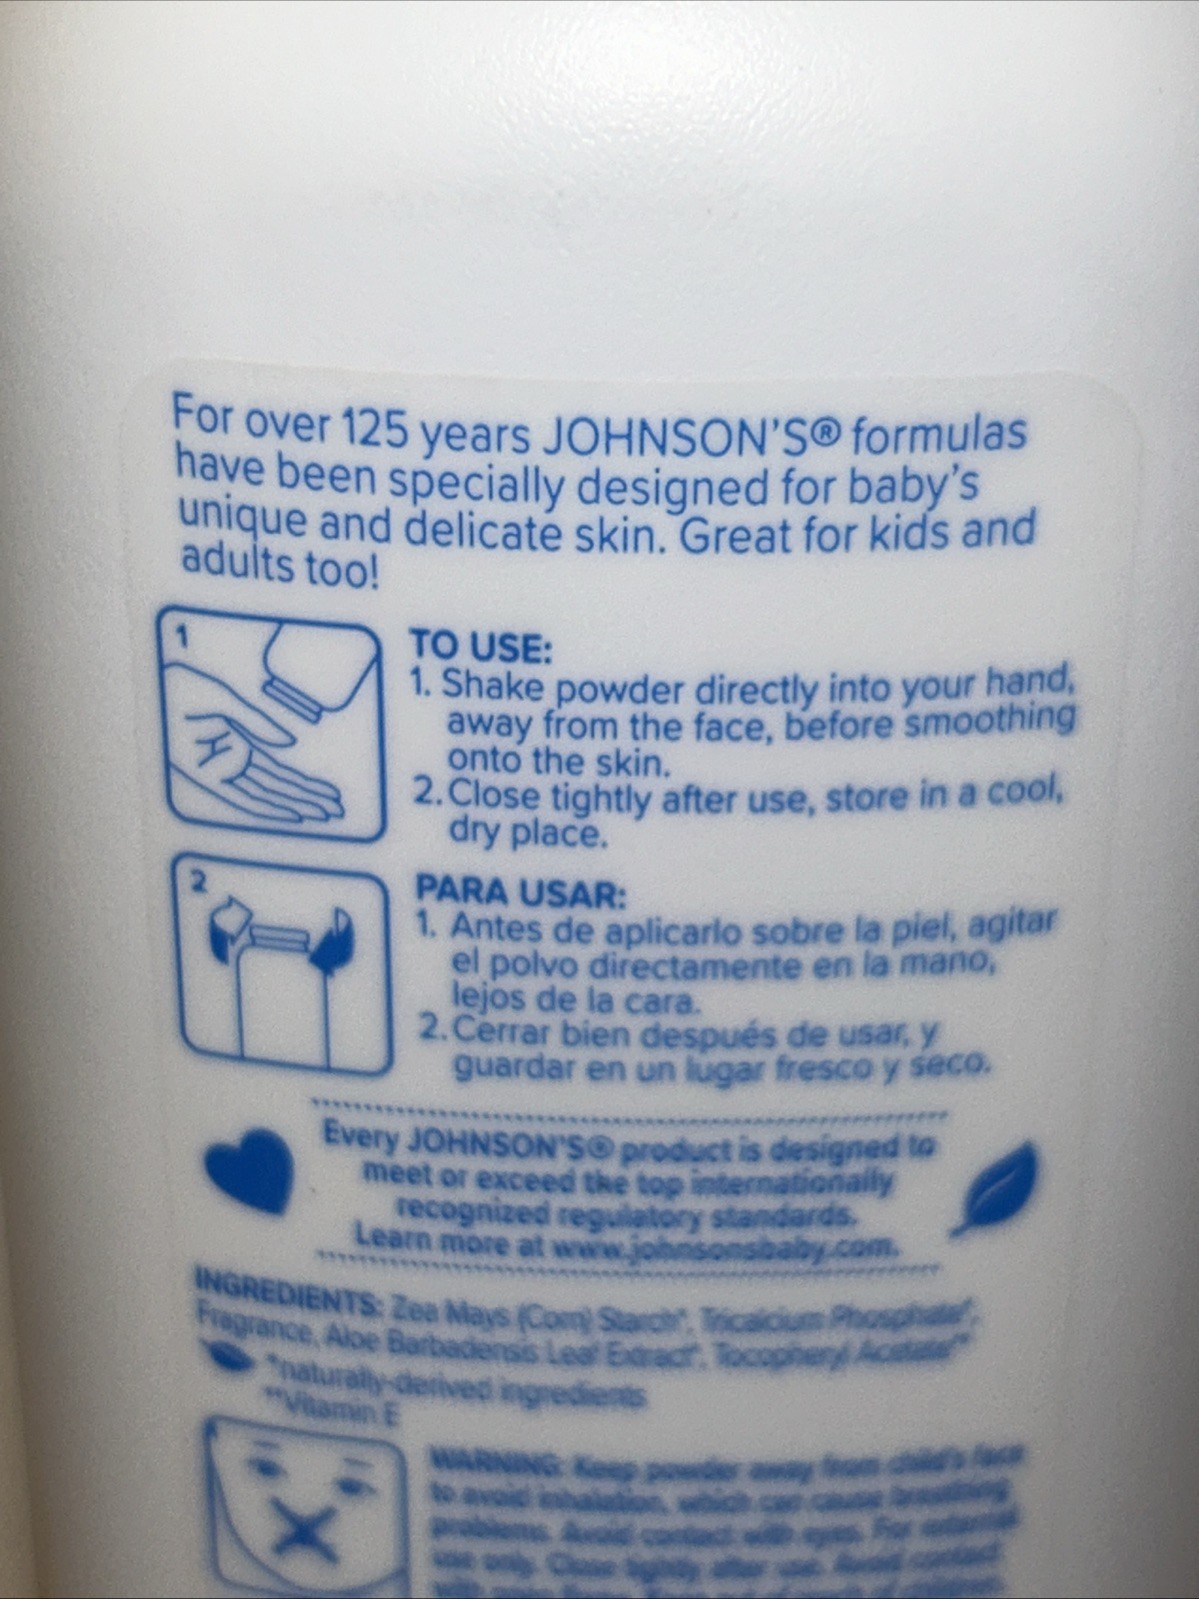 For over 125 years JOHNSON'S® formulas
have been specially designed for baby's
unique and delicate skin. Great for kids and
adults too!
1
TO USE:
1. Shake powder directly into your hand,
away from the face, before smoothing
onto the skin.
2. Close tightly after use, store in a cool,
dry place.
2
PARA USAR:
1. Antes de aplicarlo sobre la piel, agitar
el polvo directamente en la mano,
lejos de la cara.
2. Cerrar bien después de usar, y
guardar en un lugar fresco y seco.
Every JOHNSON'S® product is designed to
meet or exceed the top internationally
recognized regulatory standards.
Learn more at www.johnsonsbaby.com.
INGREDIENTS: Zea Mays (Corn) Starch*, Tricalcium Phosphate*,
Fragrance, Aloe Barbadensis Leaf Extract*, Tocopheryl Acetate**
*naturally-derived ingredients
**Vitamin E
WARNING: Keep powder away from child's face
to avoid inhalation, which can cause breathing
problems. Avoid contact with eyes. For external
use only. Close tightly after use. Avoid contact